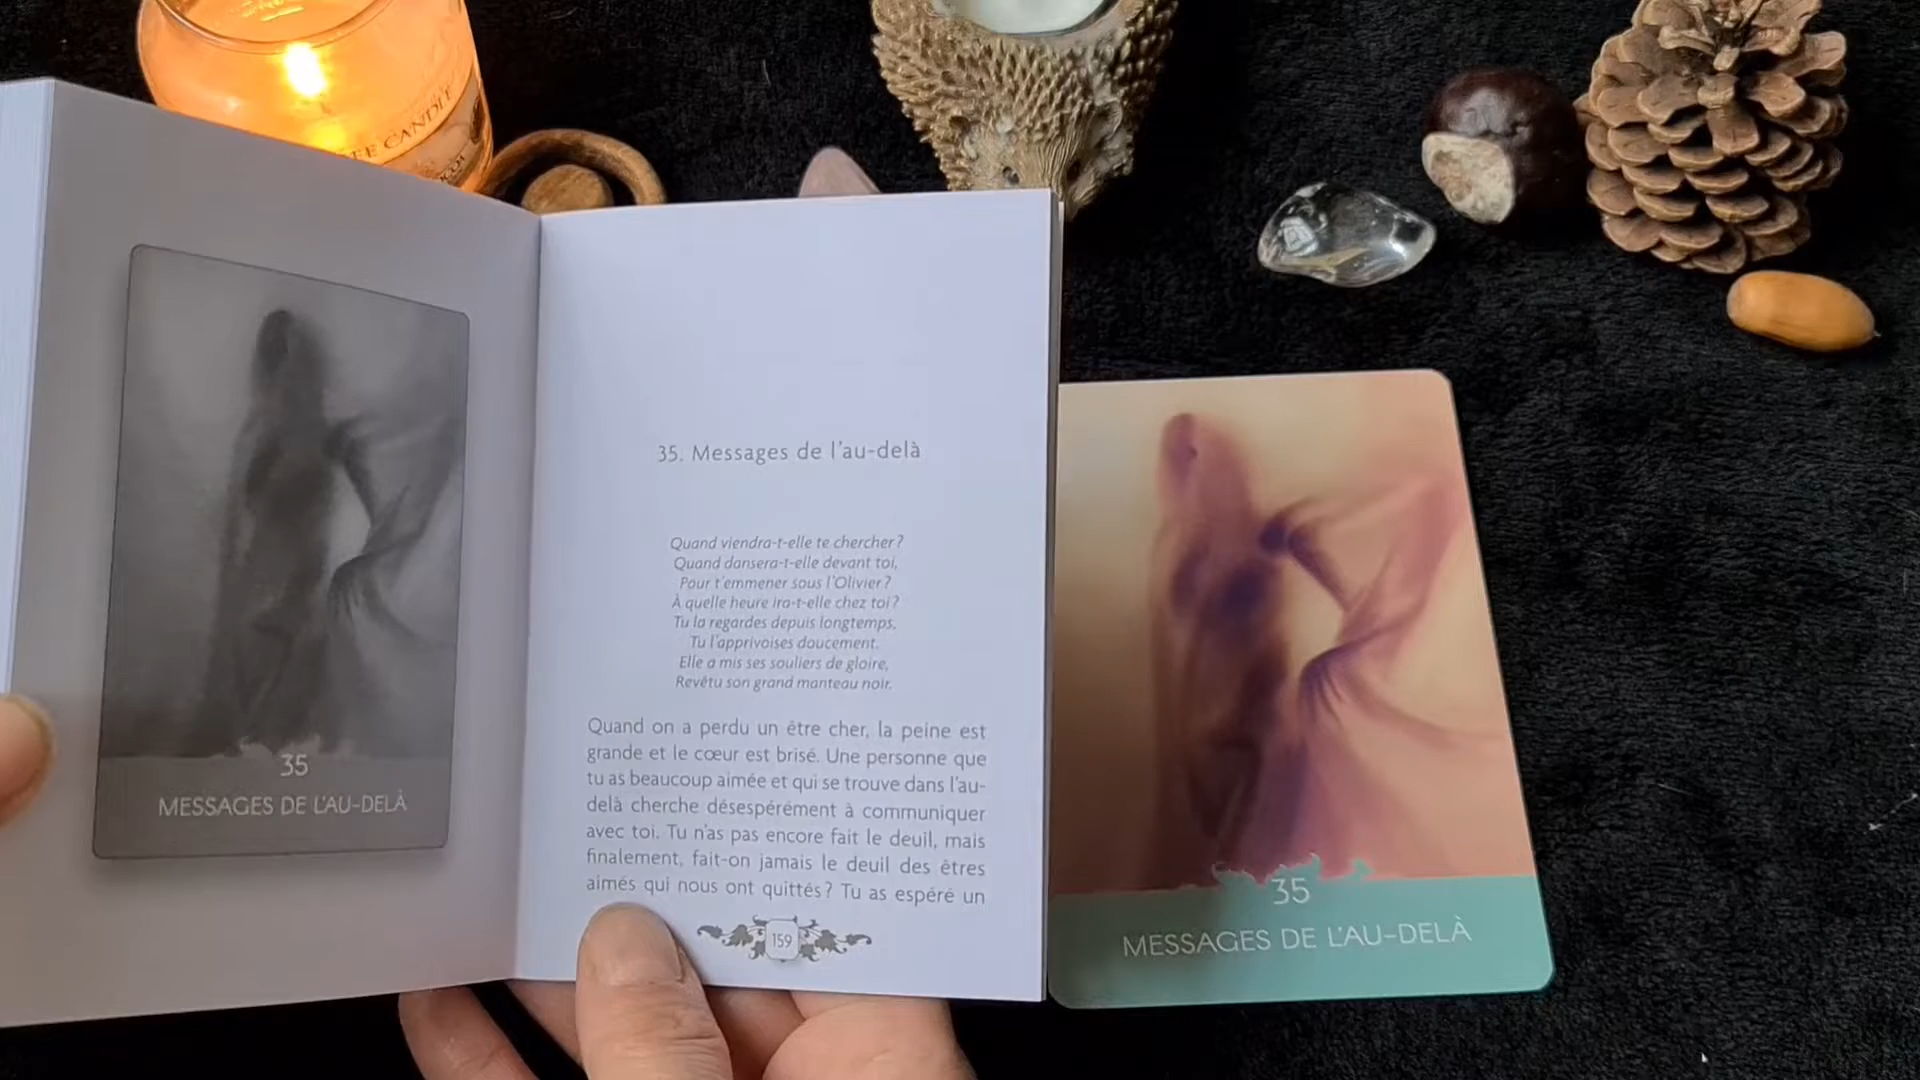 EE CANDLE
35
MESSAGES DE L'AU-DELÀ
35. Messages de l'au-delà
Quand viendra-t-elle te chercher ?
Quand dansera-t-elle devant toi,
Pour t'emmener sous l'Olivier ?
À quelle heure ira-t-elle chez toi ?
Tu la regardes depuis longtemps,
Tu l'apprivoises doucement.
Elle a mis ses souliers de gloire,
Revêtu son grand manteau noir.
Quand on a perdu un être cher, la peine est
grande et le cœur est brisé. Une personne que
tu as beaucoup aimée et qui se trouve dans l'au-
delà cherche désespérément à communiquer
avec toi. Tu n'as pas encore fait le deuil, mais
finalement, fait-on jamais le deuil des êtres
aimés qui nous ont quittés ? Tu as espéré un
159
35
MESSAGES DE L'AU-DELÀ